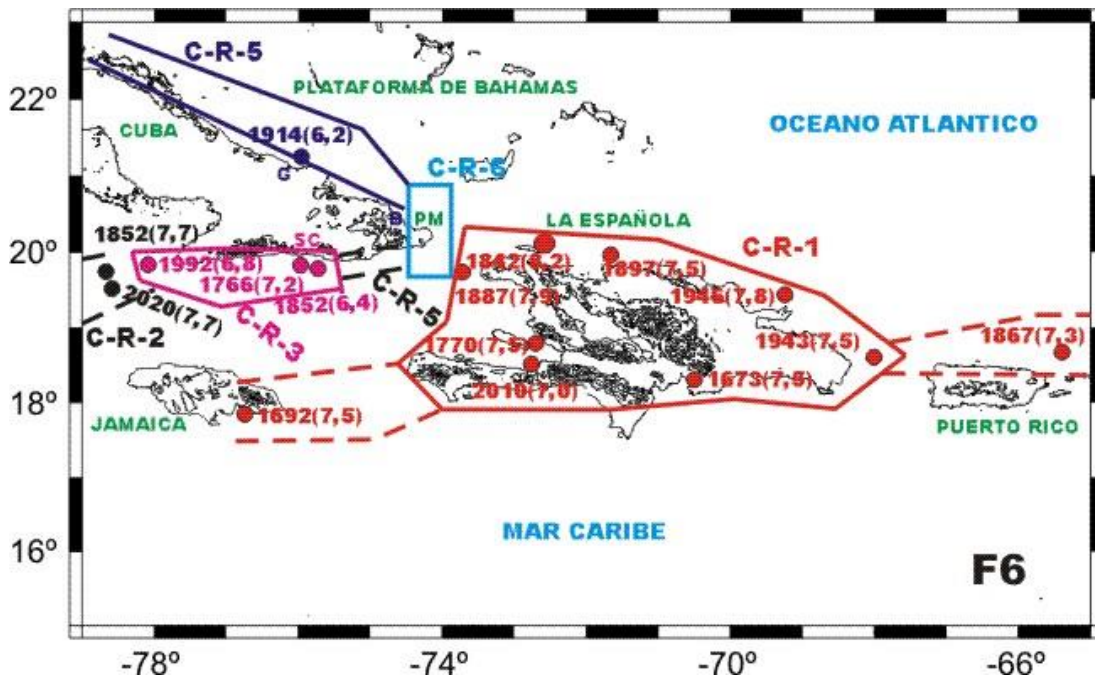 C-R-5
PLATAFORMA DE BAHAMAS
22º
OCEANO ATLANTICO
CUBA
1914(6,2)
G
C-R-6
B
PM
LA ESPAÑOLA
20º
1852(7,7)
SC
C-R-1
1992(6,8)
1842(8,2)
1897(7,5)
1766(7,2)
1887(7,9)
1946(7,8)
2020(7,7)
1852(6,4)
C-R-5
C-R-2
C-R-3
1770(7,5)
1943(7,5)
1867(7,3)
2010(7,0)
1673(7,5)
18º
1692(7,5)
JAMAICA
PUERTO RICO
MAR CARIBE
16º
F6
-78º
-74º
-70º
-66º